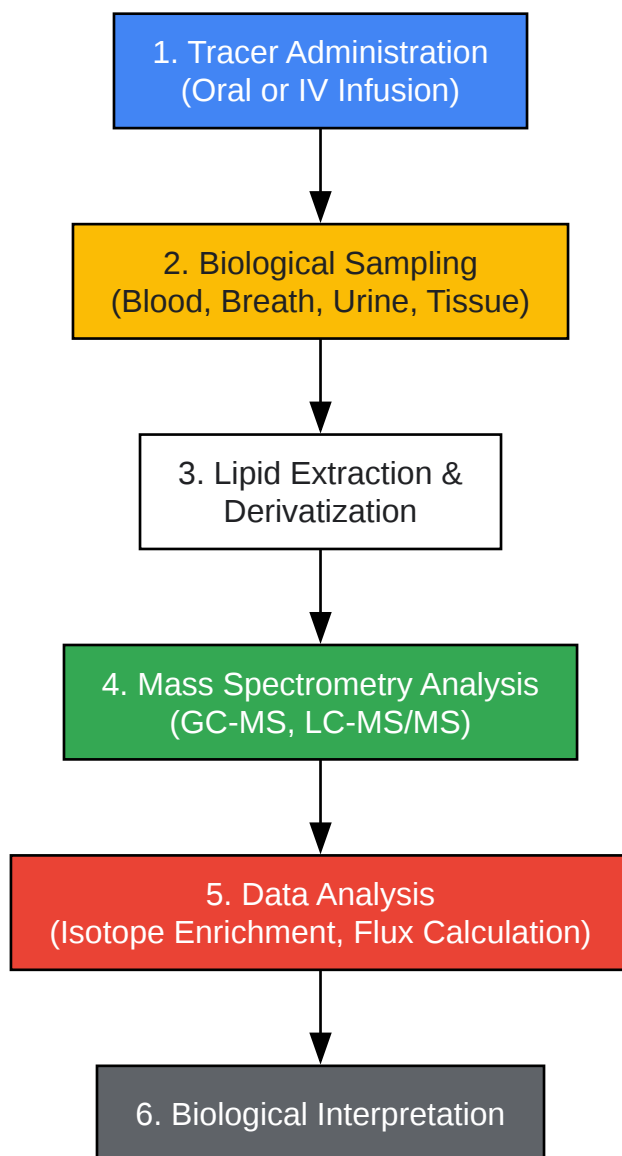 1. Tracer Administration
(Oral or IV Infusion)
2. Biological Sampling
(Blood, Breath, Urine, Tissue)
3. Lipid Extraction &
Derivatization
4. Mass Spectrometry Analysis
(GC-MS, LC-MS/MS)
5. Data Analysis
(Isotope Enrichment, Flux Calculation)
6. Biological Interpretation